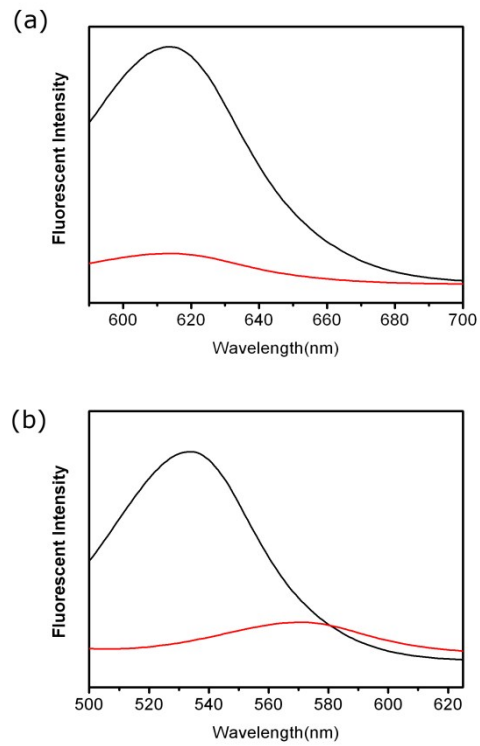 (a)
Fluorescent Intensity
600 620 640 660 680 700
Wavelength(nm)
(b)
Fluorescent Intensity
500 520 540 560 580 600 620
Wavelength(nm)